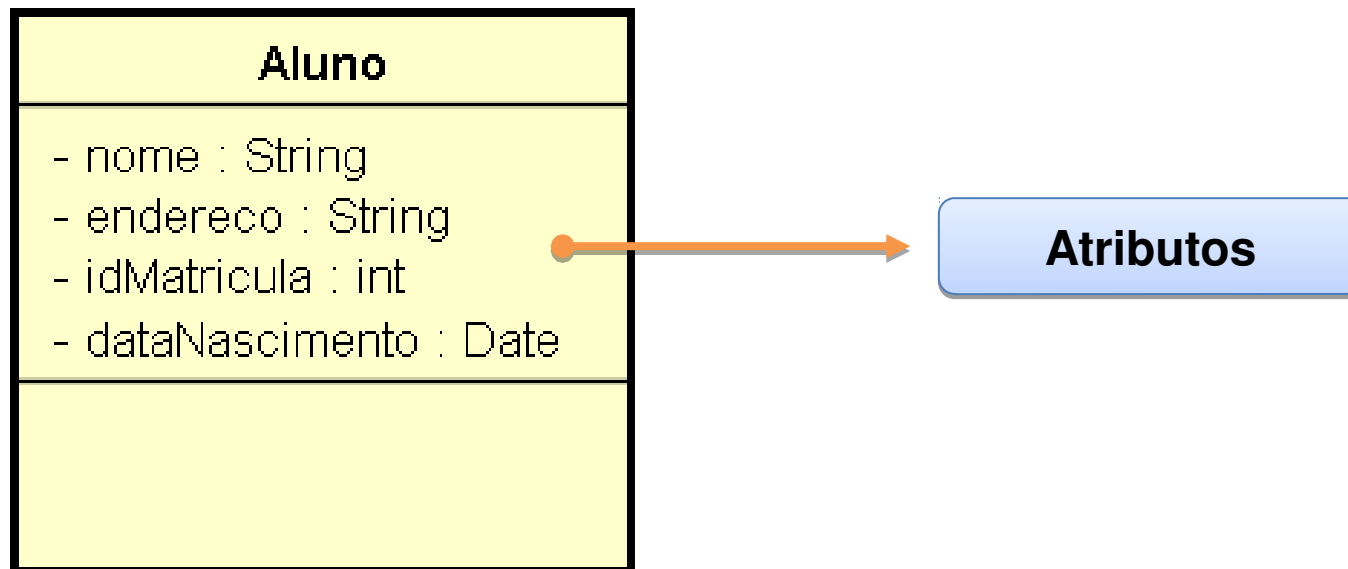 Aluno
- nome : String
- endereco : String
- idMatricula : int
- dataNascimento : Date
Atributos